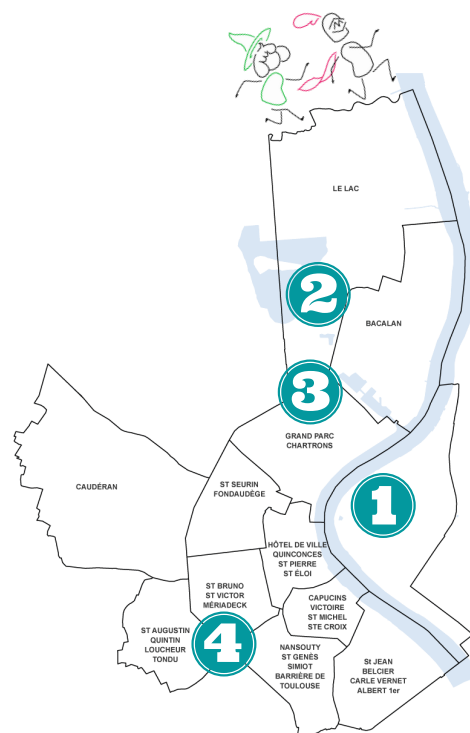 LE LAC
2
BACALAN
3
GRAND PARC
CHARTRONS
CAUDÉRAN
ST SEURIN
FONDAUDÈGE
1
HÔTEL DE VILLE
QUINCONCES
ST PIERRE
ST ÉLOI
ST BRUNO
ST VICTOR
MÉRIADECK
CAPUCINS
VICTOIRE
ST MICHEL
STE CROIX
ST AUGUSTIN
QUINTIN
LOUCHEUR
TONDU
4
NANSOUTY
ST GENÈS
SIMIOT
BARRIÈRE DE
TOULOUSE
St JEAN
BELCIER
CARLE VERNET
ALBERT 1er